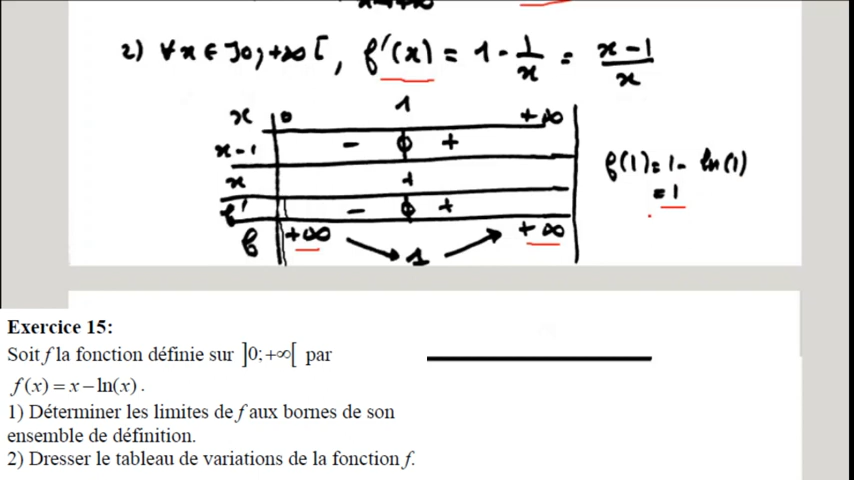 2) ∀x ∈ ]0;+∞[ , f'(x) = 1 - 1/x = (x-1)/x
x 0 1 +∞
x-1 - 0 +
x +
f' - 0 +
f +∞ 1 +∞
f(1)= 1- ln(1)
= 1
Exercice 15:
Soit f la fonction définie sur ]0;+∞[ par
f(x) = x − ln(x) .
1) Déterminer les limites de f aux bornes de son
ensemble de définition.
2) Dresser le tableau de variations de la fonction f.